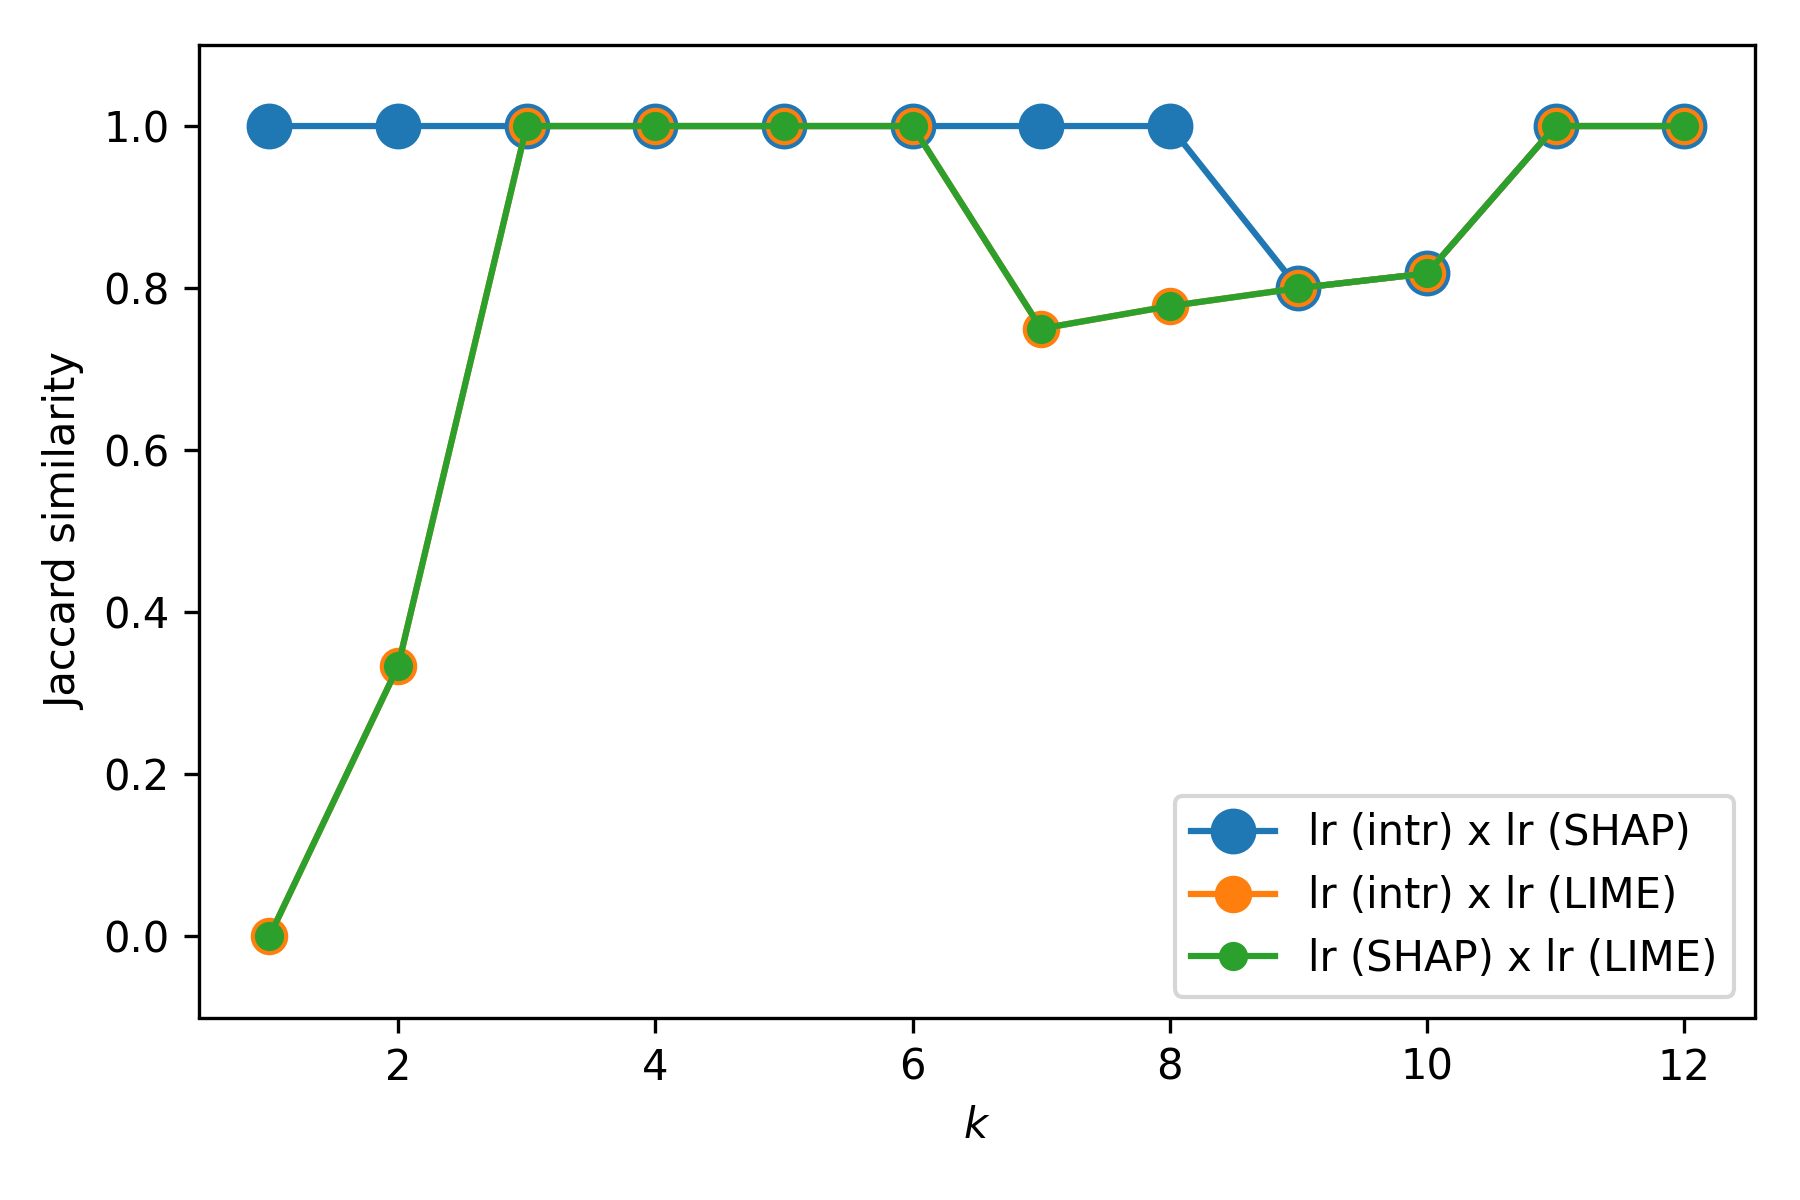 1.0
0.8
0.6
0.4
0.2
0.0
Jaccard similarity
lr (intr) x lr (SHAP)
lr (intr) x lr (LIME)
lr (SHAP) x lr (LIME)
2 4 6 8 10 12
k